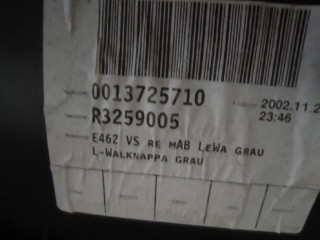 0013725710
2002.11.2
R3259005
23:46
E462 VS RE MAB LEWA GRAU
L-WALKNAPPA GRAU